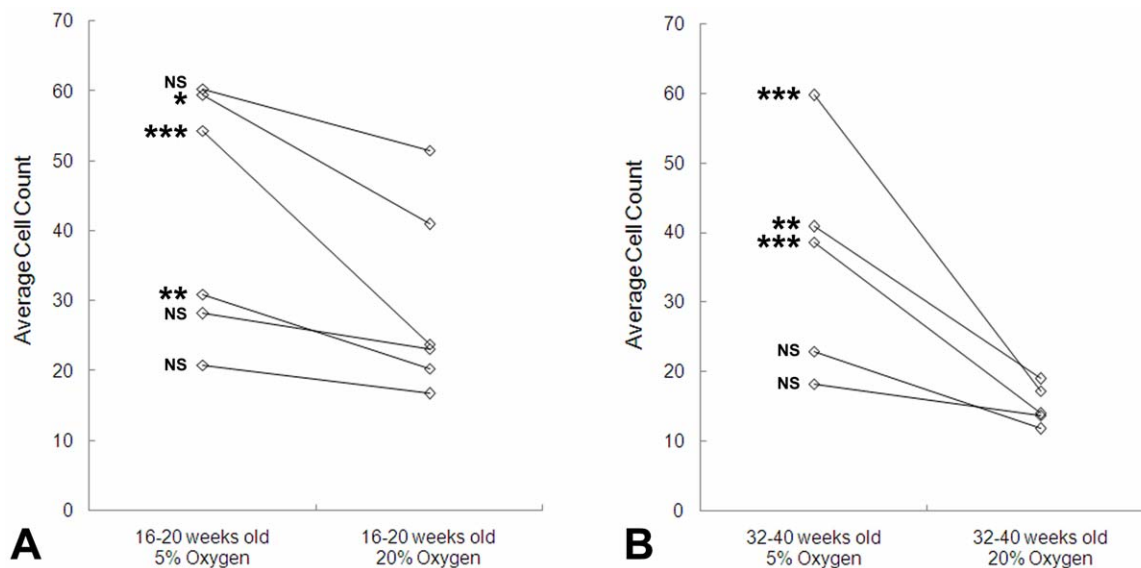 70
60
50
40
30
20
10
0
Average Cell Count
NS
*
***
**
NS
NS
16-20 weeks old
5% Oxygen
16-20 weeks old
20% Oxygen
A
70
60
50
40
30
20
10
0
Average Cell Count
***
**
***
NS
NS
32-40 weeks old
5% Oxygen
32-40 weeks old
20% Oxygen
B